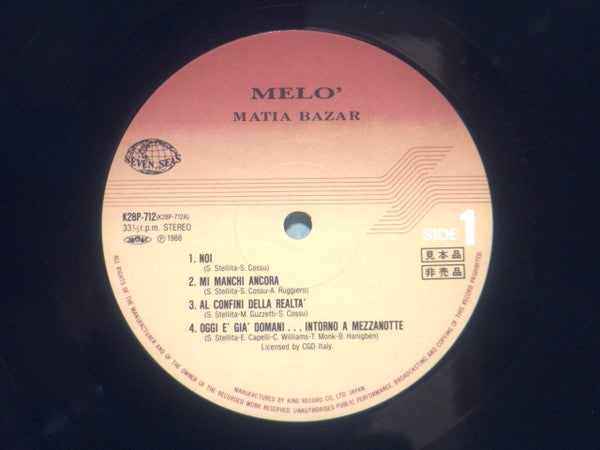 MELO'
MATIA BAZAR
SEVEN SEAS
K28P-712(K28P-712A)
33⅓r.p.m. STEREO
Ⓟ1988
SIDE 1
見本品
非売品
1. NOI
(S. Stellita-S. Cossu)
2. MI MANCHI ANCORA
(S. Stellita-S. Cossu-A. Ruggiero)
3. AL CONFINI DELLA REALTA'
(S. Stellita-M. Guzzetti-S. Cossu)
4. OGGI E' GIA' DOMANI . . . INTORNO A MEZZANOTTE
(S. Stellita-E. Capelli-C. Williams-T. Monk-B. Hanigben)
Licensed by CGD Italy.
MANUFACTURED BY KING RECORD CO., LTD. JAPAN.
ALL RIGHTS OF THE MANUFACTURER AND OF THE OWNER OF THE RECORDED WORK RESERVED. UNAUTHORISED PUBLIC PERFORMANCE, BROADCASTING AND COPYING OF THIS RECORD PROHIBITED